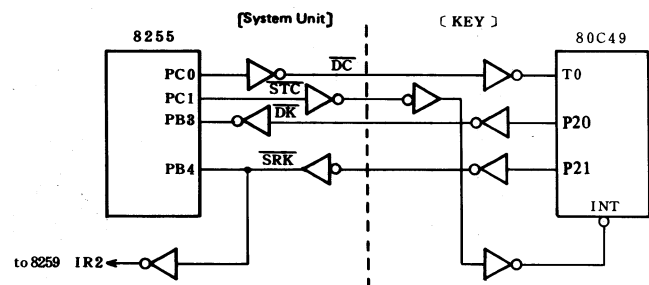 [System Unit]
〔 KEY 〕
8255
80C49
PC0
DC
T0
PC1
STC
PB3
DK
P20
PB4
SRK
P21
INT
to 8259 IR2